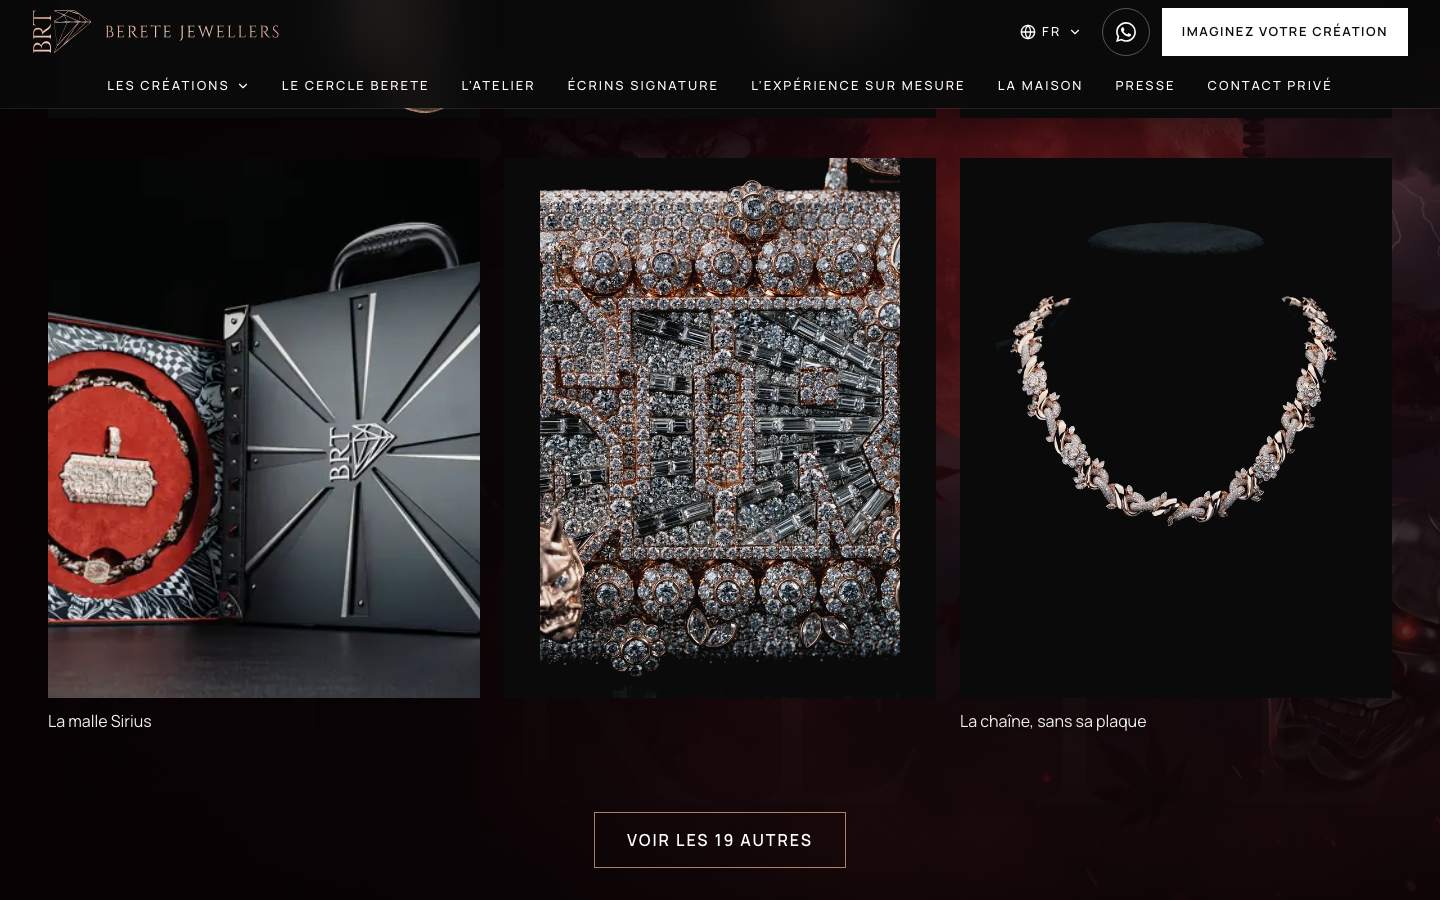 BRT BERETE JEWELLERS
FR
IMAGINEZ VOTRE CRÉATION
LES CRÉATIONS
LE CERCLE BERETE
L'ATELIER
ÉCRINS SIGNATURE
L'EXPÉRIENCE SUR MESURE
LA MAISON
PRESSE
CONTACT PRIVÉ
BRT
La malle Sirius
La chaîne, sans sa plaque
VOIR LES 19 AUTRES